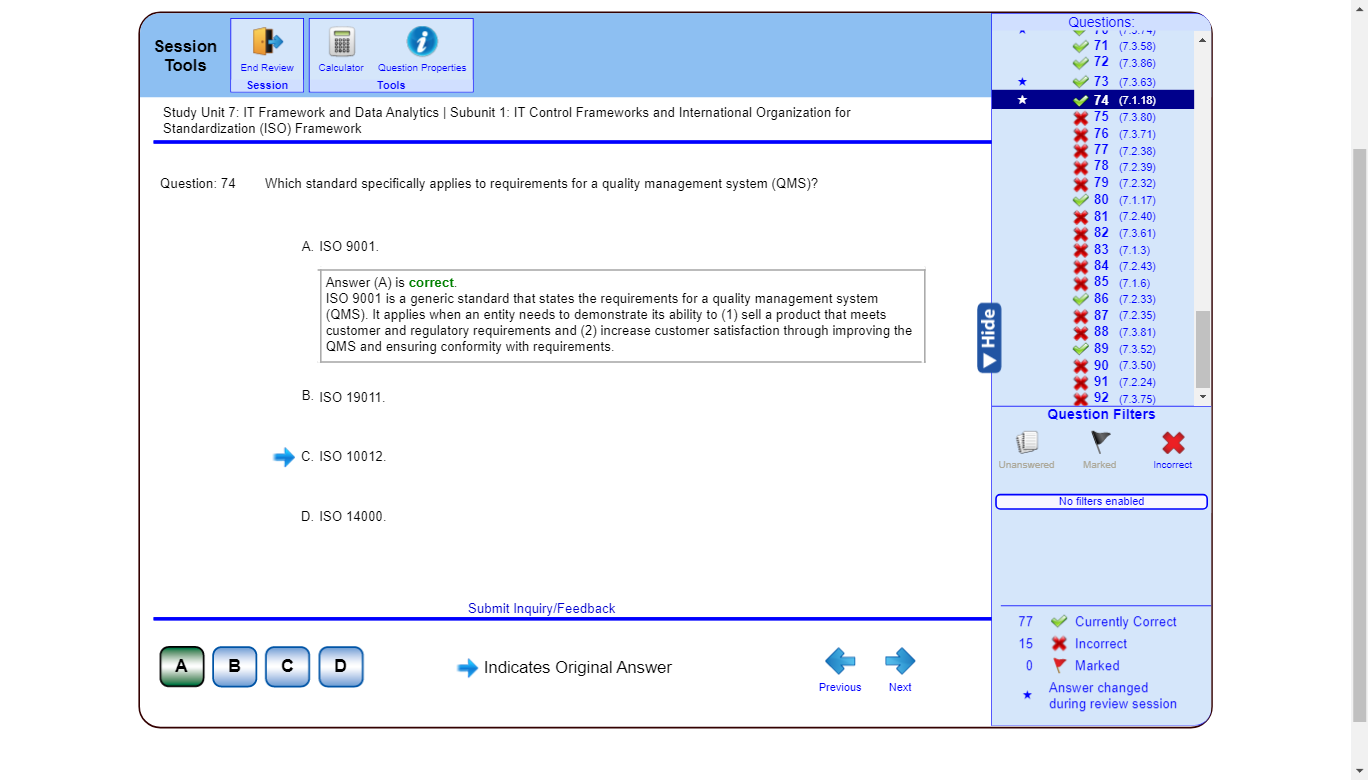 Session
Tools
End Review
Session
Calculator
Question Properties
Tools
Study Unit 7: IT Framework and Data Analytics | Subunit 1: IT Control Frameworks and International Organization for
Standardization (ISO) Framework
Question: 74
Which standard specifically applies to requirements for a quality management system (QMS)?
A. ISO 9001.
Answer (A) is correct.
ISO 9001 is a generic standard that states the requirements for a quality management system
(QMS). It applies when an entity needs to demonstrate its ability to (1) sell a product that meets
customer and regulatory requirements and (2) increase customer satisfaction through improving the
QMS and ensuring conformity with requirements.
B. ISO 19011.
C. ISO 10012.
D. ISO 14000.
Submit Inquiry/Feedback
A
B
C
D
Indicates Original Answer
Previous
Next
Hide
Questions:
70 (7.3.74)
71 (7.3.58)
72 (7.3.86)
73 (7.3.63)
74 (7.1.18)
75 (7.3.80)
76 (7.3.71)
77 (7.2.38)
78 (7.2.39)
79 (7.2.32)
80 (7.1.17)
81 (7.2.40)
82 (7.3.61)
83 (7.1.3)
84 (7.2.43)
85 (7.1.6)
86 (7.2.33)
87 (7.2.35)
88 (7.3.81)
89 (7.3.52)
90 (7.3.50)
91 (7.2.24)
92 (7.3.75)
Question Filters
Unanswered
Marked
Incorrect
No filters enabled
77 Currently Correct
15 Incorrect
0 Marked
Answer changed
during review session